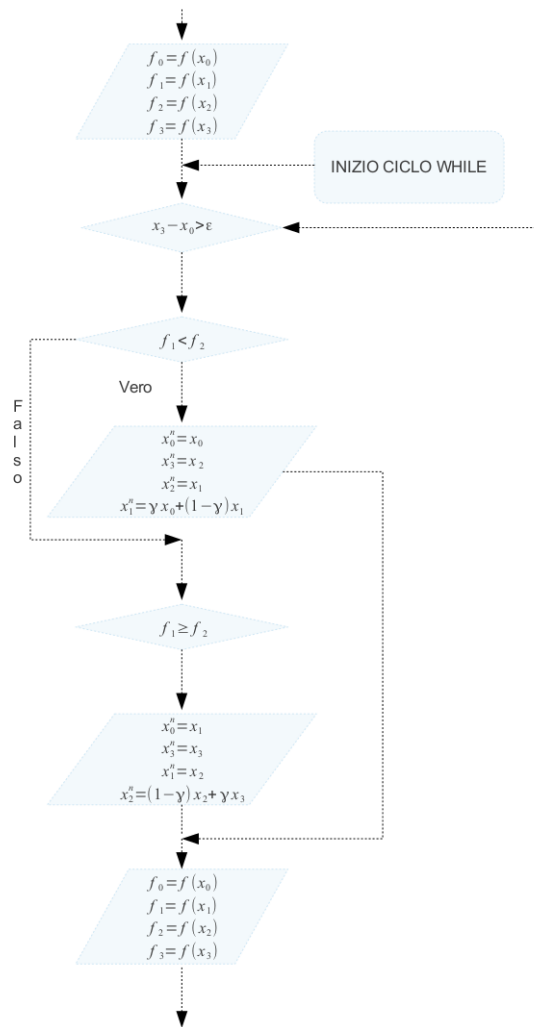 f₀=f(x₀)
f₁=f(x₁)
f₂=f(x₂)
f₃=f(x₃)
INIZIO CICLO WHILE
x₃−x₀>ε
f₁<f₂
Vero
Falso
x₀ⁿ=x₀
x₃ⁿ=x₂
x₂ⁿ=x₁
x₁ⁿ=γx₀+(1−γ)x₁
f₁≥f₂
x₀ⁿ=x₁
x₃ⁿ=x₃
x₁ⁿ=x₂
x₂ⁿ=(1−γ)x₂+γx₃
f₀=f(x₀)
f₁=f(x₁)
f₂=f(x₂)
f₃=f(x₃)